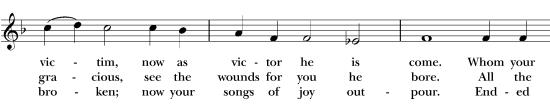 vic - tim, now as vic - tor he is come. Whom your
gra - cious, see the wounds for you he bore. All the
bro - ken; now your songs of joy out - pour. End - ed